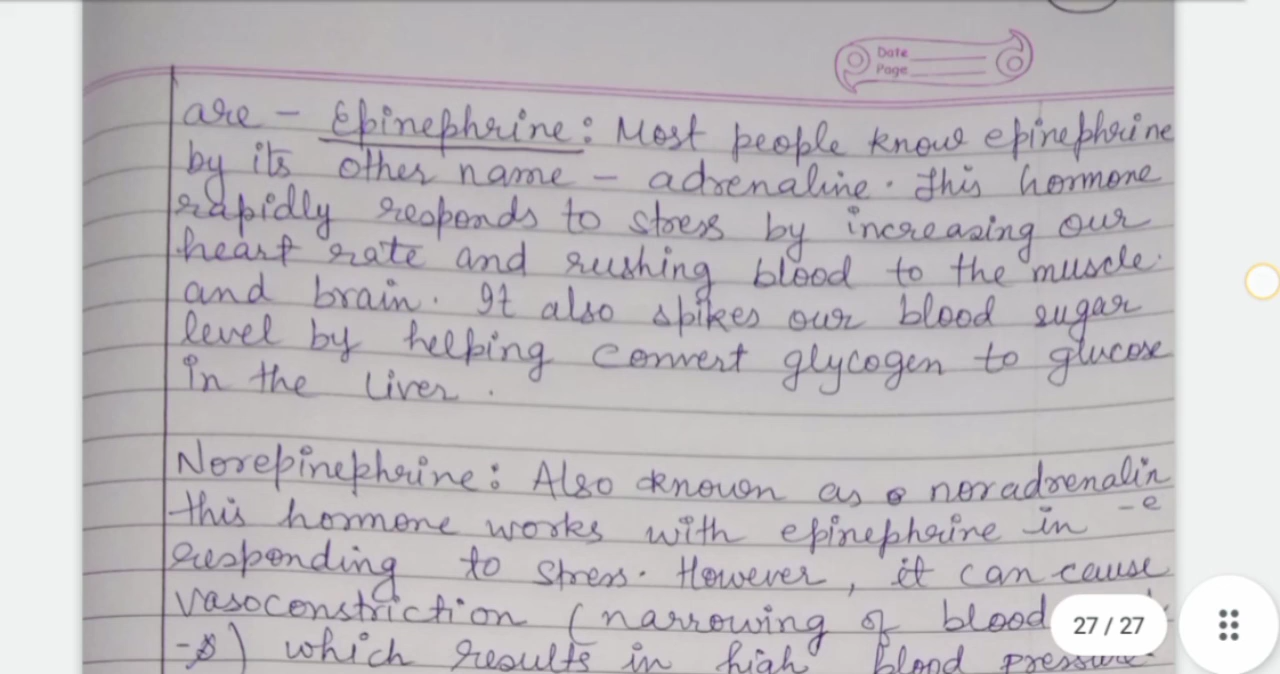 Date
Page
are - Epinephrine: Most people know epinephrine
by its other name - adrenaline. This hormone
rapidly responds to stress by increasing our
heart rate and rushing blood to the muscle
and brain. It also spikes our blood sugar
level by helping convert glycogen to glucose
in the liver.
Norepinephrine: Also known as noradrenalin
-e
this hormone works with epinephrine in
responding to stress. However, it can cause
vasoconstriction (narrowing of blood
27 / 27
-s) which results in high blood pressure.